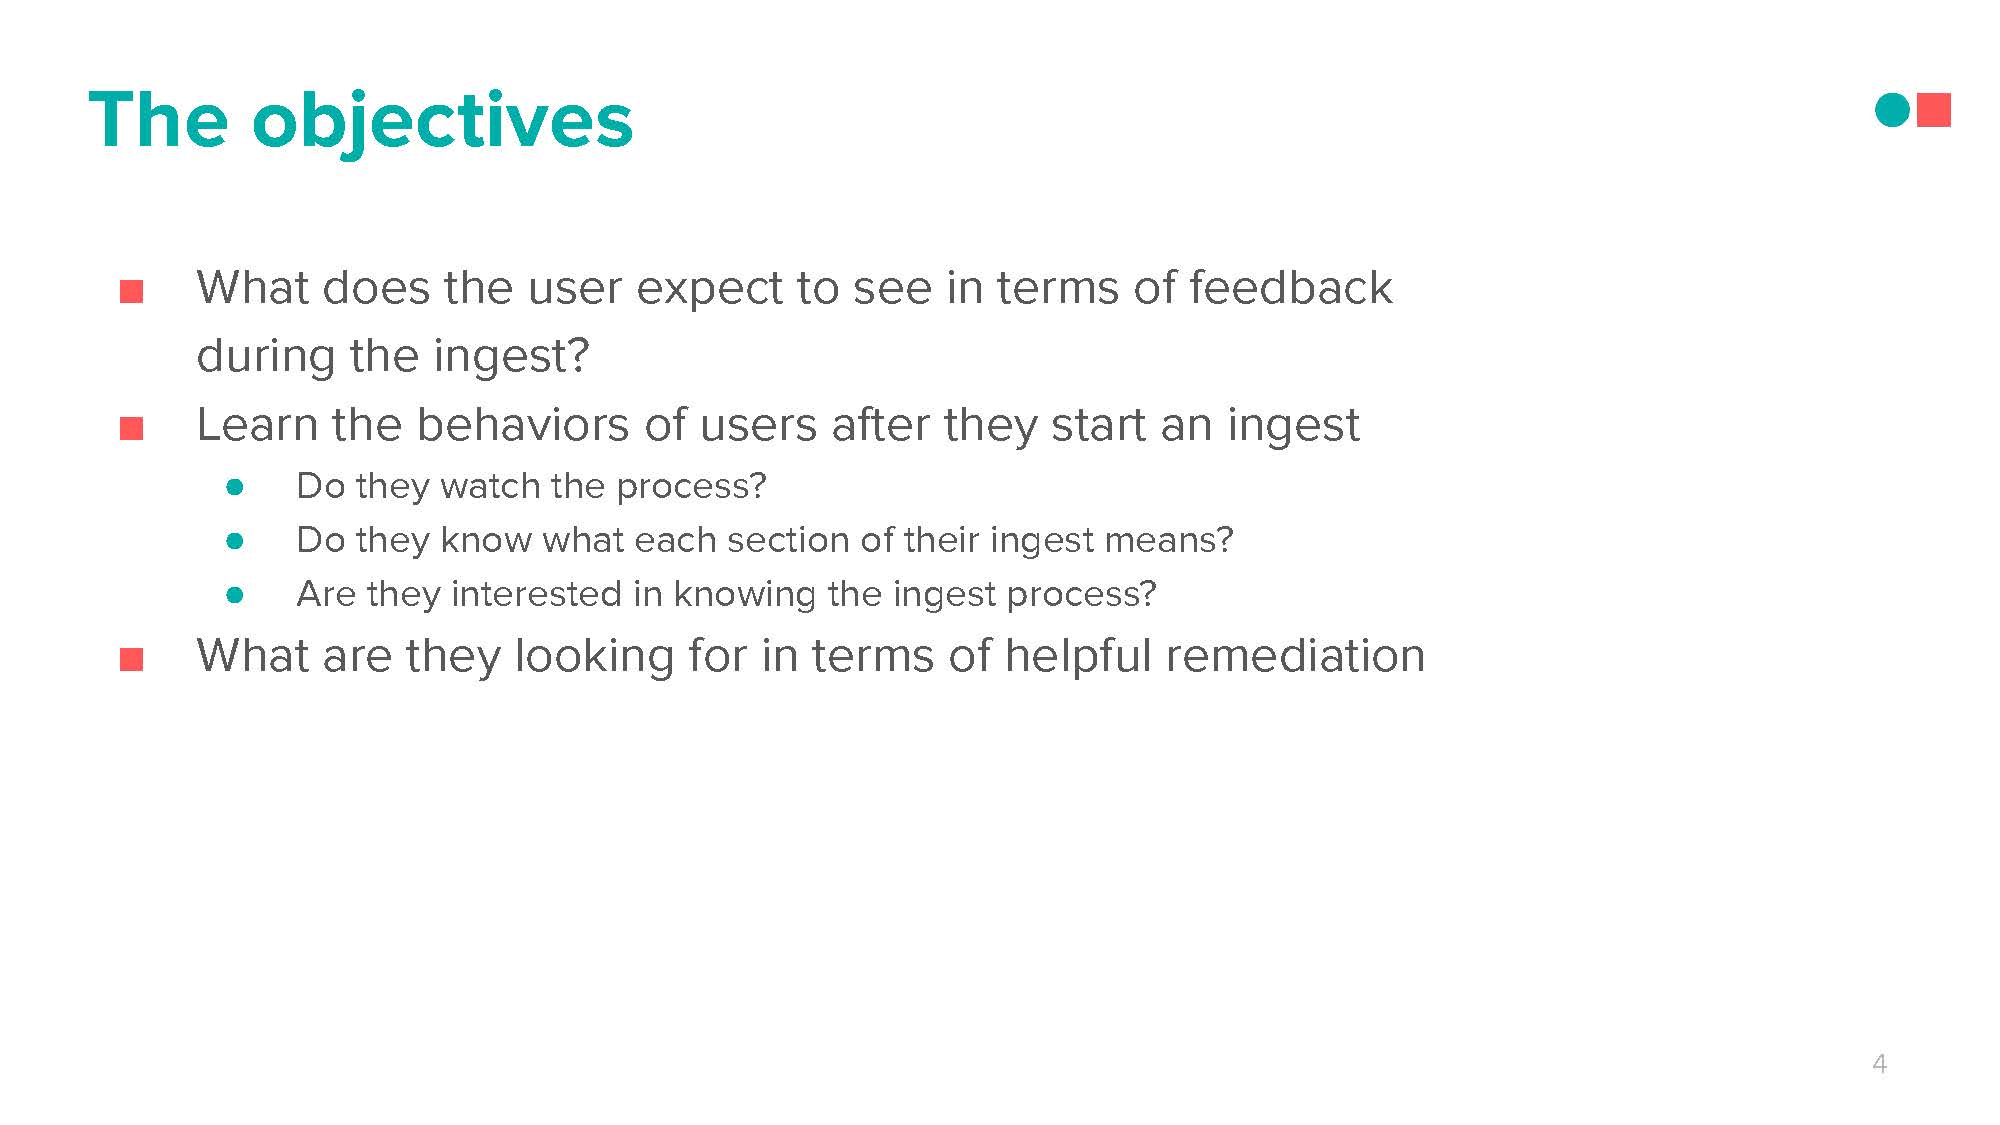 The objectives
■ What does the user expect to see in terms of feedback
during the ingest?
■ Learn the behaviors of users after they start an ingest
● Do they watch the process?
● Do they know what each section of their ingest means?
● Are they interested in knowing the ingest process?
■ What are they looking for in terms of helpful remediation
4